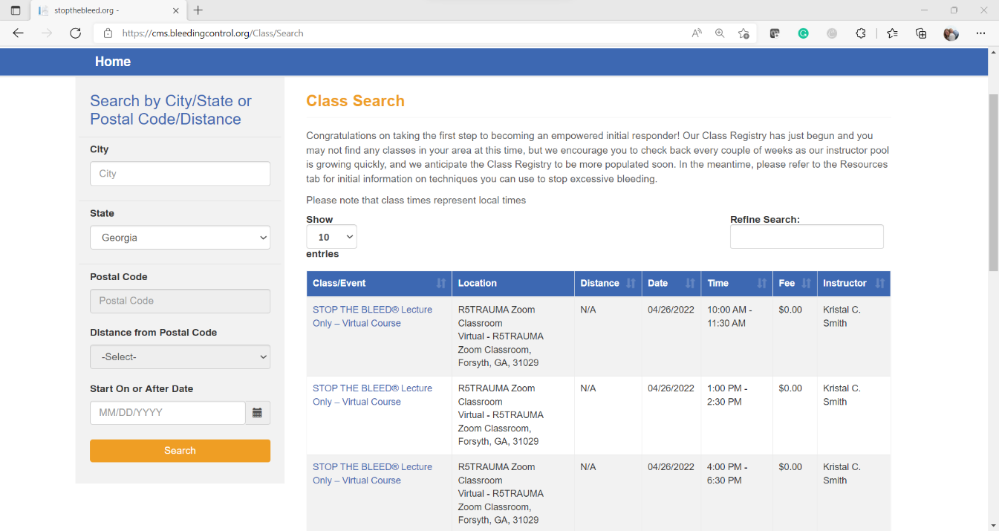 stopthebleed.org -
https://cms.bleedingcontrol.org/Class/Search
Home
Search by City/State or
Postal Code/Distance
City
City
State
Georgia
Postal Code
Postal Code
Distance from Postal Code
-Select-
Start On or After Date
MM/DD/YYYY
Search
Class Search
Congratulations on taking the first step to becoming an empowered initial responder! Our Class Registry has just begun and you
may not find any classes in your area at this time, but we encourage you to check back every couple of weeks as our instructor pool
is growing quickly, and we anticipate the Class Registry to be more populated soon. In the meantime, please refer to the Resources
tab for initial information on techniques you can use to stop excessive bleeding.
Please note that class times represent local times
Show
10
entries
Refine Search:
Class/Event Location Distance Date Time Fee Instructor
STOP THE BLEED® Lecture R5TRAUMA Zoom N/A 04/26/2022 10:00 AM - $0.00 Kristal C.
Only – Virtual Course Classroom 11:30 AM Smith
Virtual - R5TRAUMA
Zoom Classroom,
Forsyth, GA, 31029
STOP THE BLEED® Lecture R5TRAUMA Zoom N/A 04/26/2022 1:00 PM - $0.00 Kristal C.
Only – Virtual Course Classroom 2:30 PM Smith
Virtual - R5TRAUMA
Zoom Classroom,
Forsyth, GA, 31029
STOP THE BLEED® Lecture R5TRAUMA Zoom N/A 04/26/2022 4:00 PM - $0.00 Kristal C.
Only – Virtual Course Classroom 6:30 PM Smith
Virtual - R5TRAUMA
Zoom Classroom,
Forsyth, GA, 31029